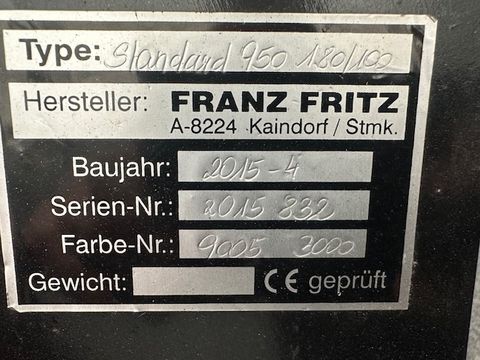 Type: Standard 950 180/100
Hersteller: FRANZ FRITZ
A-8224 Kaindorf / Stmk.
Baujahr: 2015-4
Serien-Nr.: 2015 832
Farbe-Nr.: 9005 3000
Gewicht: CE geprüft